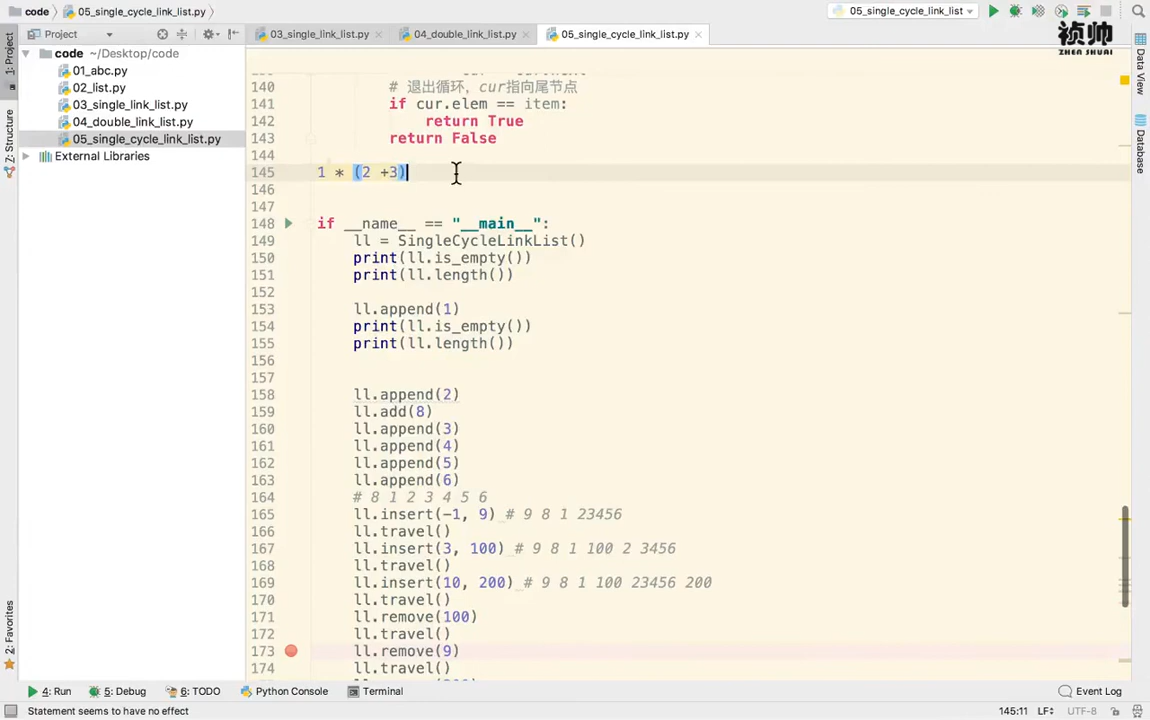 code
05_single_cycle_link_list.py
05_single_cycle_link_list
祯帅
ZHEN SHUAI
Project
03_single_link_list.py
04_double_link_list.py
05_single_cycle_link_list.py
code ~/Desktop/code
01_abc.py
02_list.py
03_single_link_list.py
04_double_link_list.py
05_single_cycle_link_list.py
External Libraries
1: Project
7: Structure
2: Favorites
Data View
Database
140 # 退出循环，cur指向尾节点
141 if cur.elem == item:
142 return True
143 return False
144
145 1 * (2 +3)
146
147
148 if __name__ == "__main__":
149 ll = SingleCycleLinkList()
150 print(ll.is_empty())
151 print(ll.length())
152
153 ll.append(1)
154 print(ll.is_empty())
155 print(ll.length())
156
157
158 ll.append(2)
159 ll.add(8)
160 ll.append(3)
161 ll.append(4)
162 ll.append(5)
163 ll.append(6)
164 # 8 1 2 3 4 5 6
165 ll.insert(-1, 9) # 9 8 1 23456
166 ll.travel()
167 ll.insert(3, 100) # 9 8 1 100 2 3456
168 ll.travel()
169 ll.insert(10, 200) # 9 8 1 100 23456 200
170 ll.travel()
171 ll.remove(100)
172 ll.travel()
173 ll.remove(9)
174 ll.travel()
4: Run
5: Debug
6: TODO
Python Console
Terminal
Event Log
Statement seems to have no effect
145:11 LF÷ UTF-8 ÷